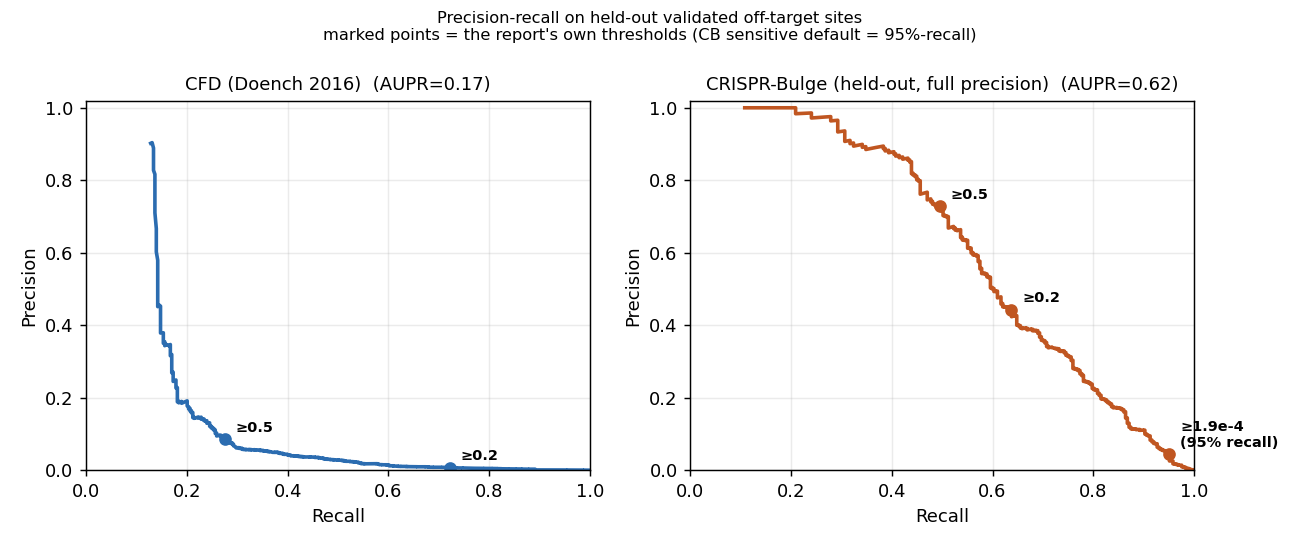 Precision-recall on held-out validated off-target sites
marked points = the report's own thresholds (CB sensitive default = 95%-recall)
CFD (Doench 2016)  (AUPR=0.17)
1.0
0.8
0.6
0.4
0.2
0.0
Precision
≥0.5
≥0.2
0.0 0.2 0.4 0.6 0.8 1.0
Recall
CRISPR-Bulge (held-out, full precision)  (AUPR=0.62)
1.0
0.8
0.6
0.4
0.2
0.0
Precision
≥0.5
≥0.2
≥1.9e-4
(95% recall)
0.0 0.2 0.4 0.6 0.8 1.0
Recall